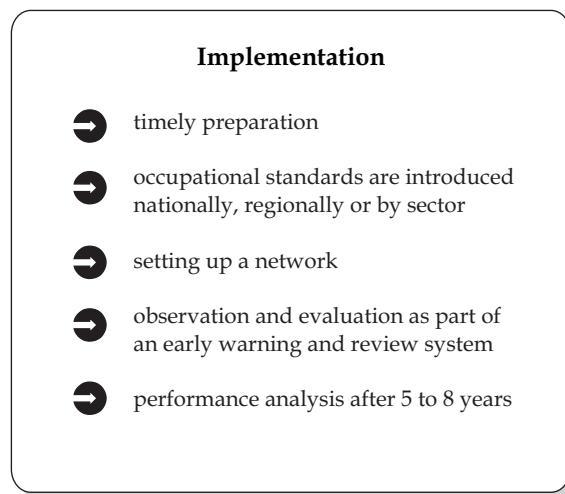 Implementation
timely preparation
occupational standards are introduced
nationally, regionally or by sector
setting up a network
observation and evaluation as part of
an early warning and review system
performance analysis after 5 to 8 years